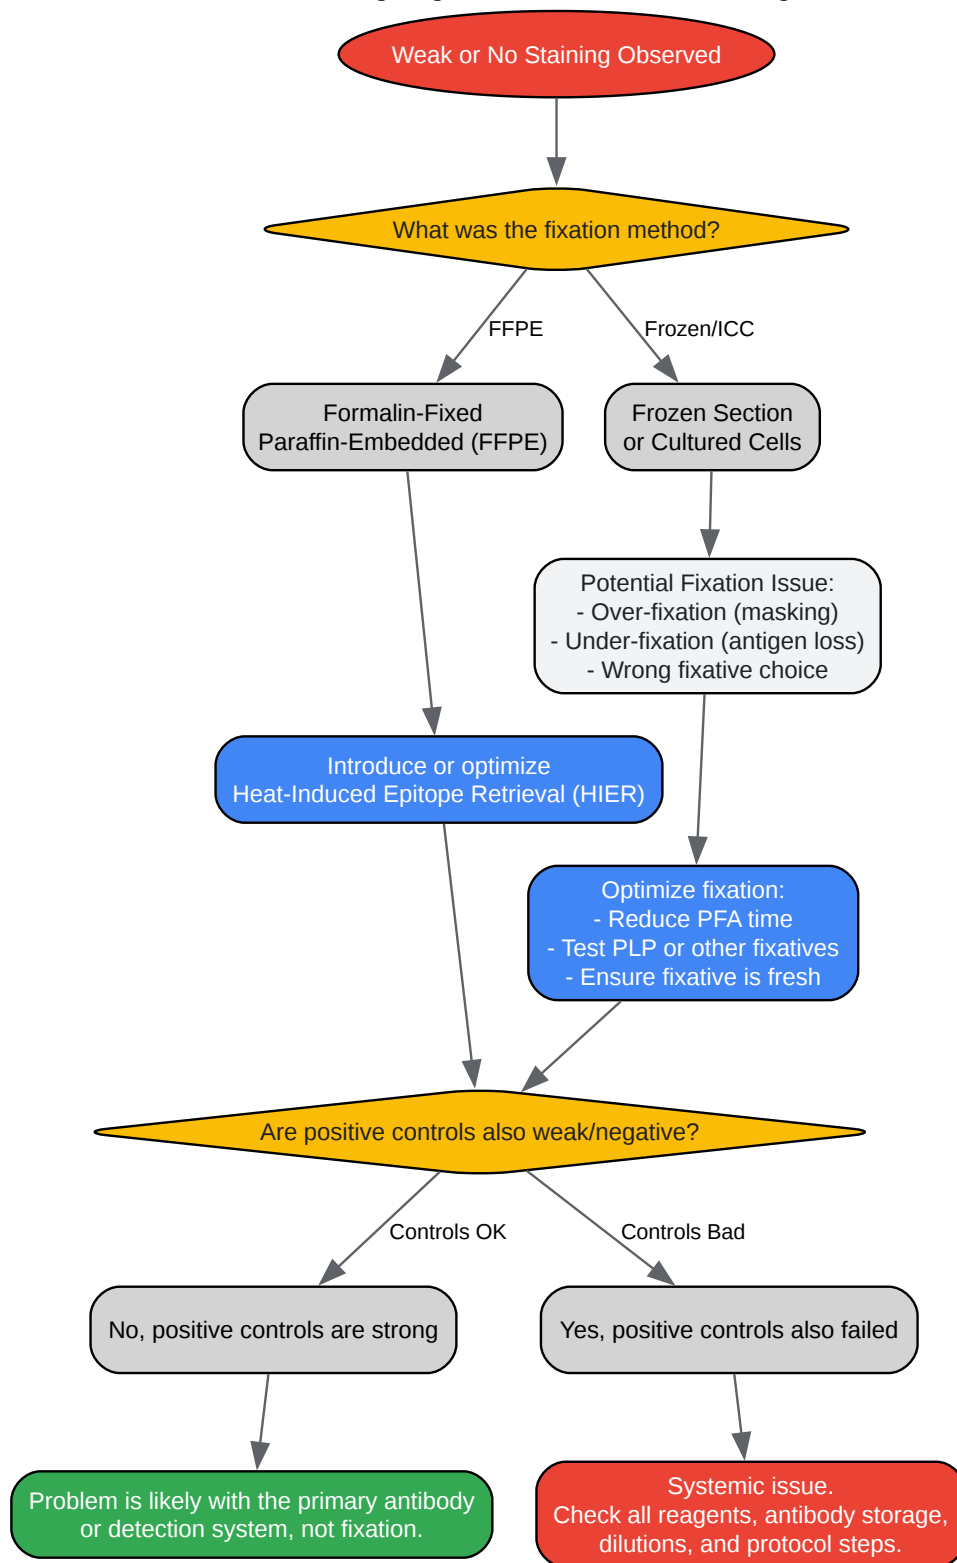 Weak or No Staining Observed
What was the fixation method?
FFPE
Frozen/ICC
Formalin-Fixed
Paraffin-Embedded (FFPE)
Frozen Section
or Cultured Cells
Potential Fixation Issue:
- Over-fixation (masking)
- Under-fixation (antigen loss)
- Wrong fixative choice
Introduce or optimize
Heat-Induced Epitope Retrieval (HIER)
Optimize fixation:
- Reduce PFA time
- Test PLP or other fixatives
- Ensure fixative is fresh
Are positive controls also weak/negative?
Controls OK
Controls Bad
No, positive controls are strong
Yes, positive controls also failed
Problem is likely with the primary antibody
or detection system, not fixation.
Systemic issue.
Check all reagents, antibody storage,
dilutions, and protocol steps.